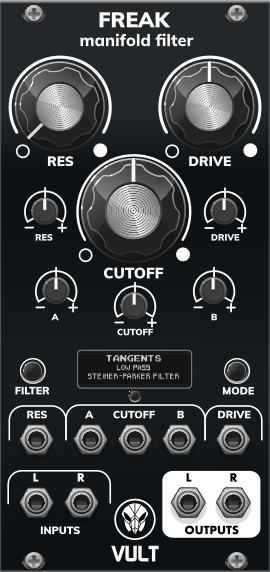 FREAK
manifold filter
RES
DRIVE
− +
RES
− +
DRIVE
CUTOFF
− +
A
− +
CUTOFF
− +
B
TANGENTS
LOW PASS
STEINER-PARKER FILTER
FILTER
MODE
RES
A
CUTOFF
B
DRIVE
L
R
INPUTS
L
R
OUTPUTS
VULT